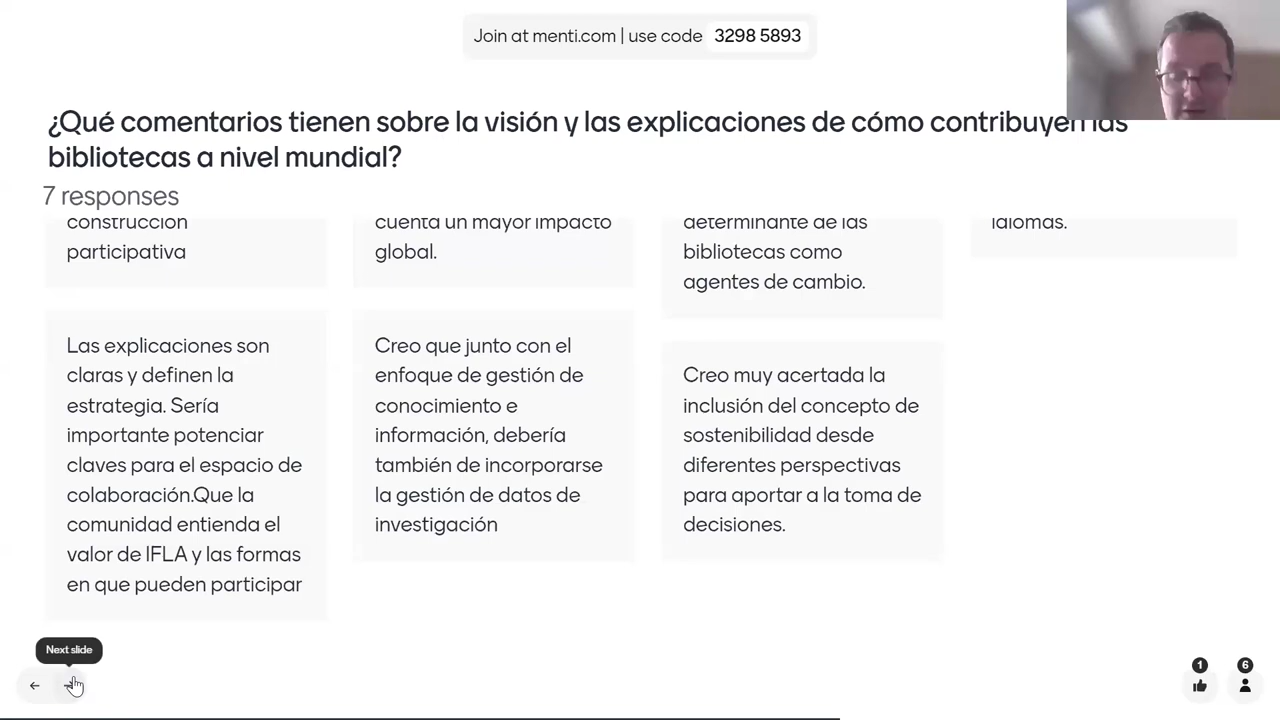 Join at menti.com | use code 3298 5893
¿Qué comentarios tienen sobre la visión y las explicaciones de cómo contribuyen las
bibliotecas a nivel mundial?
7 responses
construcción
participativa
cuenta un mayor impacto
global.
determinante de las
bibliotecas como
agentes de cambio.
idiomas.
Las explicaciones son
claras y definen la
estrategia. Sería
importante potenciar
claves para el espacio de
colaboración.Que la
comunidad entienda el
valor de IFLA y las formas
en que pueden participar
Creo que junto con el
enfoque de gestión de
conocimiento e
información, debería
también de incorporarse
la gestión de datos de
investigación
Creo muy acertada la
inclusión del concepto de
sostenibilidad desde
diferentes perspectivas
para aportar a la toma de
decisiones.
Next slide
1
6